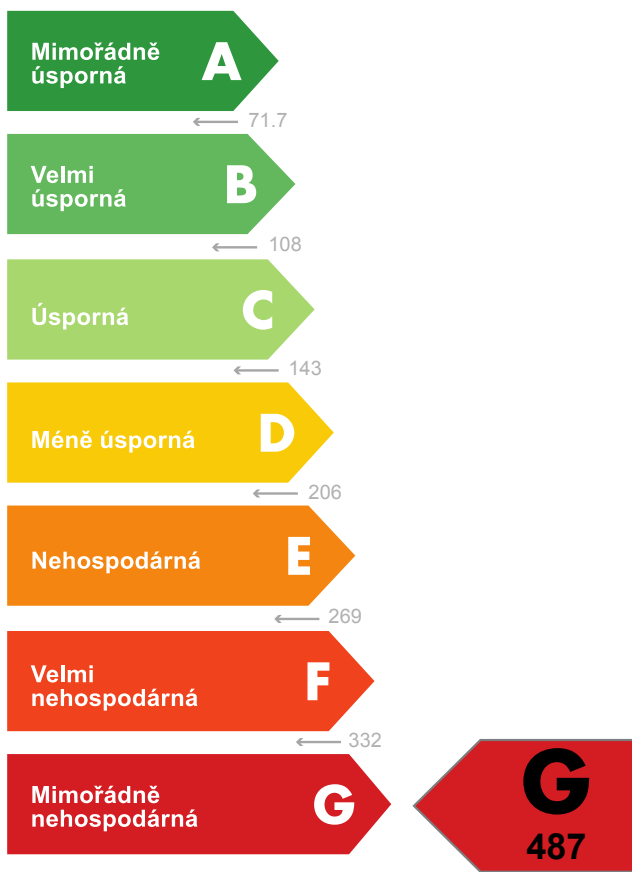 Mimořádně
úsporná
A
← 71.7
Velmi
úsporná
B
← 108
Úsporná
C
← 143
Méně úsporná
D
← 206
Nehospodárná
E
← 269
Velmi
nehospodárná
F
← 332
Mimořádně
nehospodárná
G
G
487